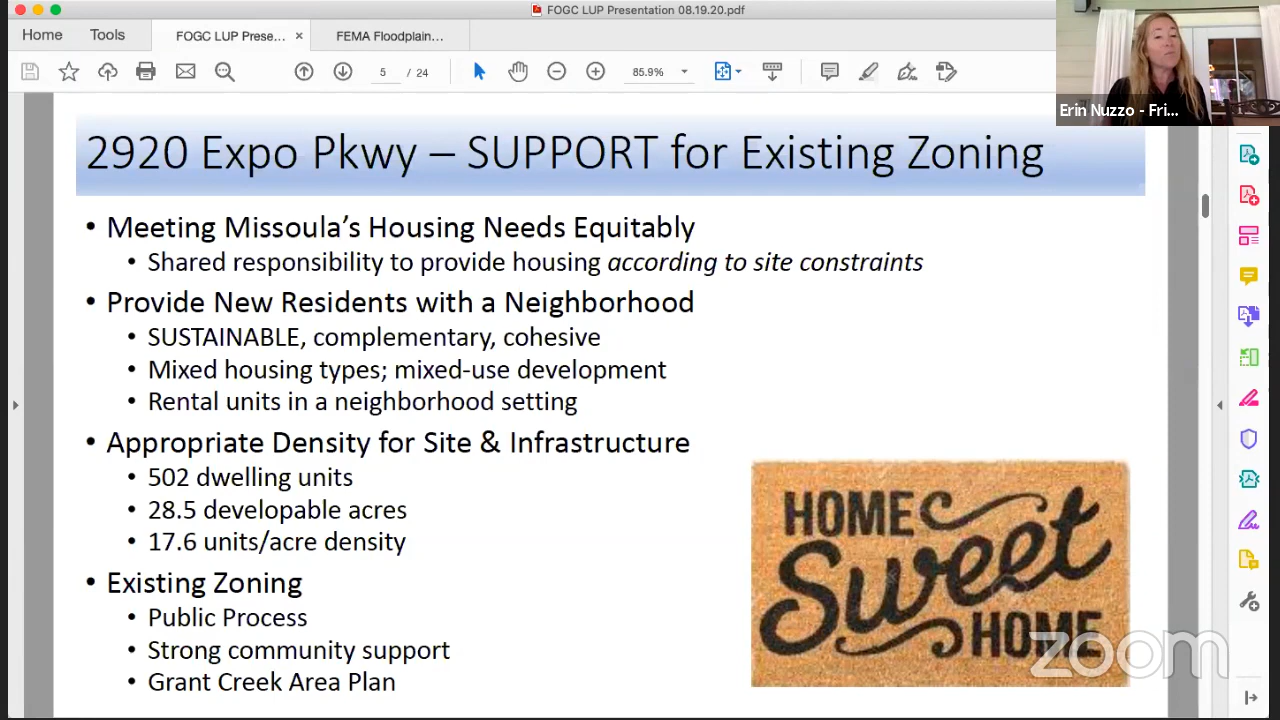 FOGC LUP Presentation 08.19.20.pdf
Home Tools FOGC LUP Prese... × FEMA Floodplain...
5 / 24 85.9%
Erin Nuzzo - Fri...
2920 Expo Pkwy – SUPPORT for Existing Zoning
• Meeting Missoula’s Housing Needs Equitably
• Shared responsibility to provide housing according to site constraints
• Provide New Residents with a Neighborhood
• SUSTAINABLE, complementary, cohesive
• Mixed housing types; mixed-use development
• Rental units in a neighborhood setting
• Appropriate Density for Site & Infrastructure
• 502 dwelling units
• 28.5 developable acres
• 17.6 units/acre density
• Existing Zoning
• Public Process
• Strong community support
• Grant Creek Area Plan
HOME
Sweet
HOME
zoom